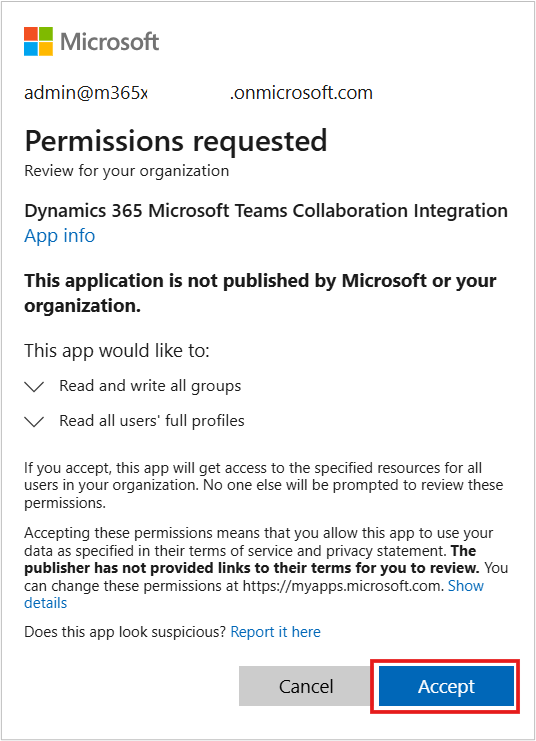 Microsoft
admin@m365x .onmicrosoft.com
Permissions requested
Review for your organization
Dynamics 365 Microsoft Teams Collaboration Integration
App info
This application is not published by Microsoft or your
organization.
This app would like to:
Read and write all groups
Read all users' full profiles
If you accept, this app will get access to the specified resources for all
users in your organization. No one else will be prompted to review these
permissions.
Accepting these permissions means that you allow this app to use your
data as specified in their terms of service and privacy statement. The
publisher has not provided links to their terms for you to review. You
can change these permissions at https://myapps.microsoft.com. Show
details
Does this app look suspicious? Report it here
Cancel Accept